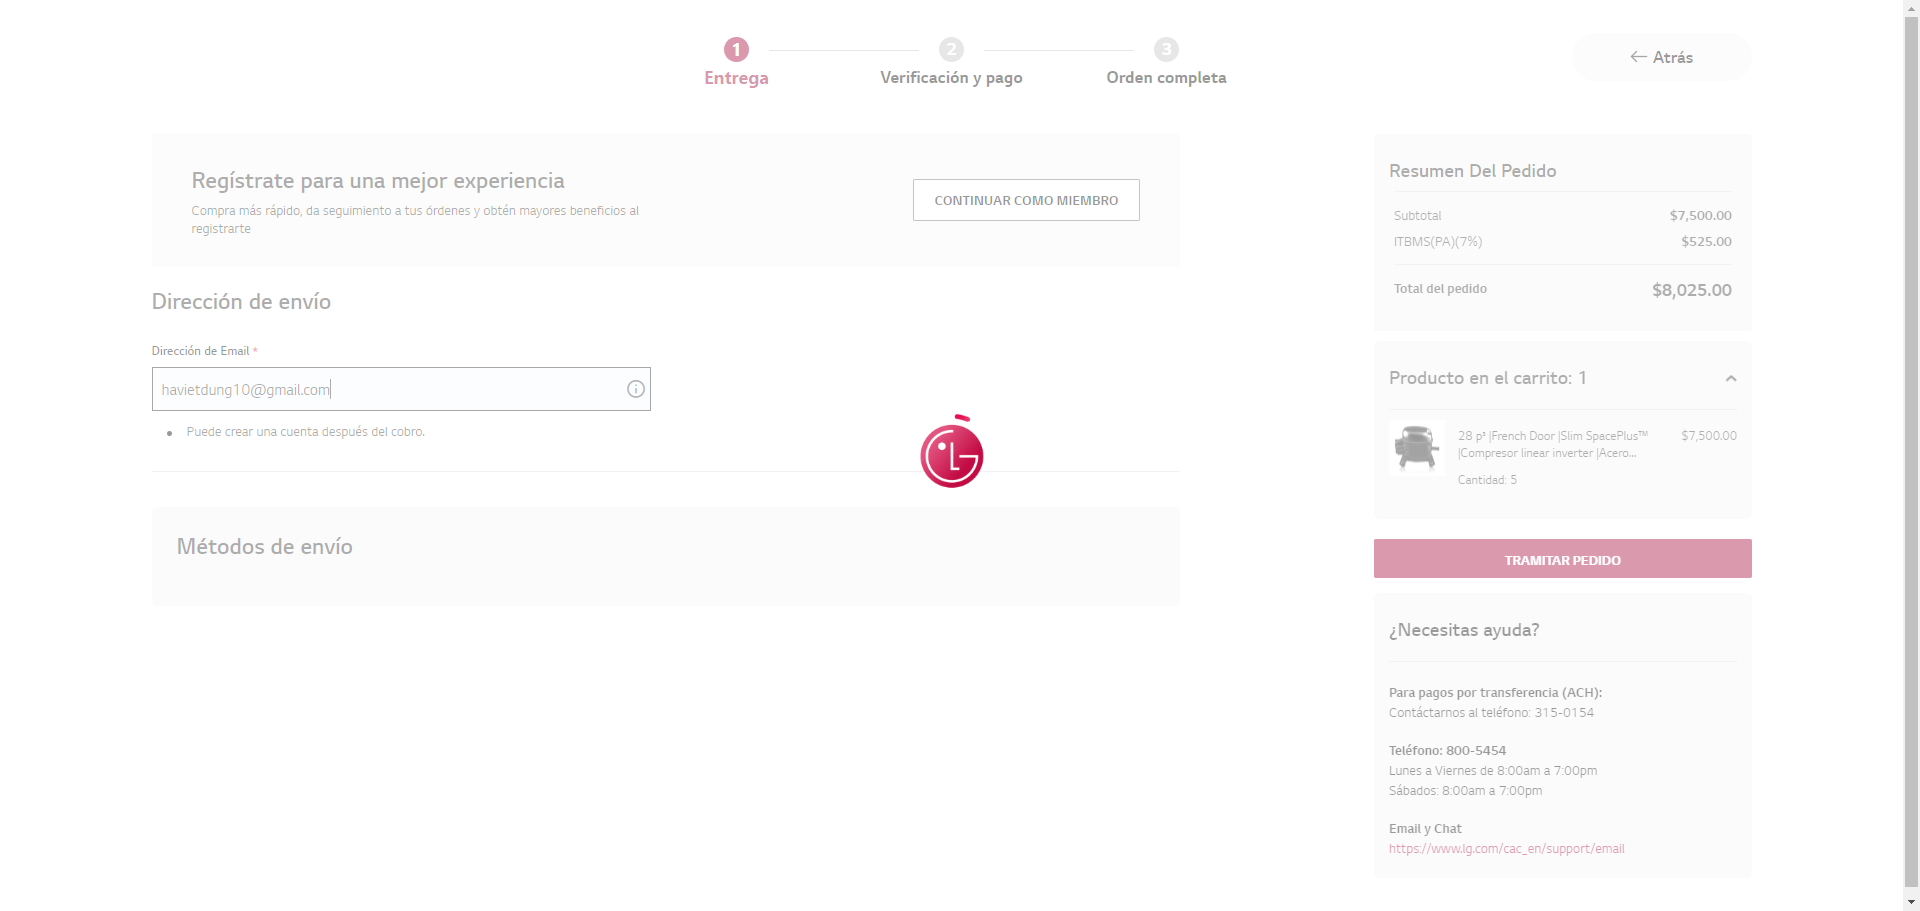 1
Entrega
2
Verificación y pago
3
Orden completa
Atrás
Regístrate para una mejor experiencia
Compra más rápido, da seguimiento a tus órdenes y obtén mayores beneficios al
registrarte
CONTINUAR COMO MIEMBRO
Dirección de envío
Dirección de Email *
havietdung10@gmail.com
Puede crear una cuenta después del cobro.
Métodos de envío
LG
Resumen Del Pedido
Subtotal $7,500.00
ITBMS(PA)(7%) $525.00
Total del pedido $8,025.00
Producto en el carrito: 1
28 p³ |French Door |Slim SpacePlus™ $7,500.00
|Compresor linear inverter |Acero...
Cantidad: 5
TRAMITAR PEDIDO
¿Necesitas ayuda?
Para pagos por transferencia (ACH):
Contáctarnos al teléfono: 315-0154
Teléfono: 800-5454
Lunes a Viernes de 8:00am a 7:00pm
Sábados: 8:00am a 7:00pm
Email y Chat
https://www.lg.com/cac_en/support/email